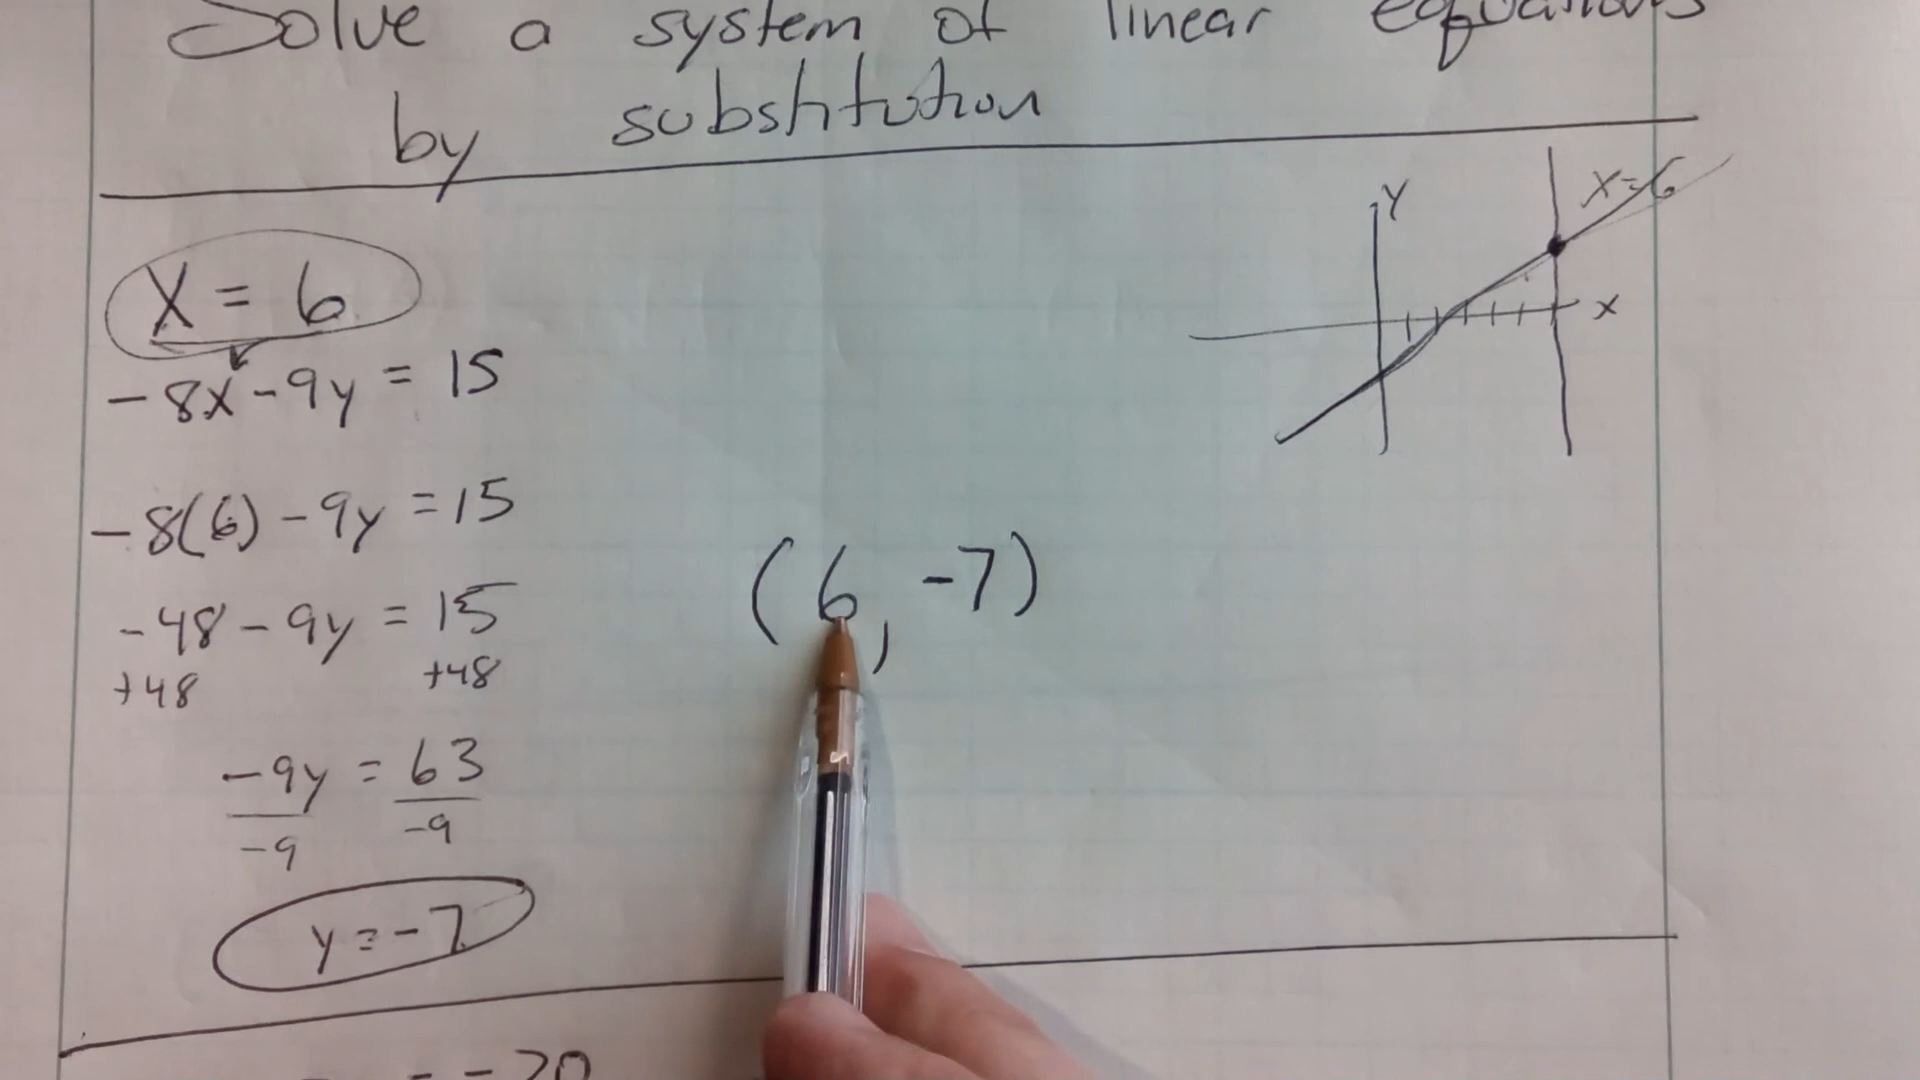 Solve a system of linear equations
by substitution
X = 6
-8x - 9y = 15
-8(6) - 9y = 15
-48 - 9y = 15
+48 +48
-9y = 63
-9 -9
y = -7
(6, -7)
Y
X=6
X
-20